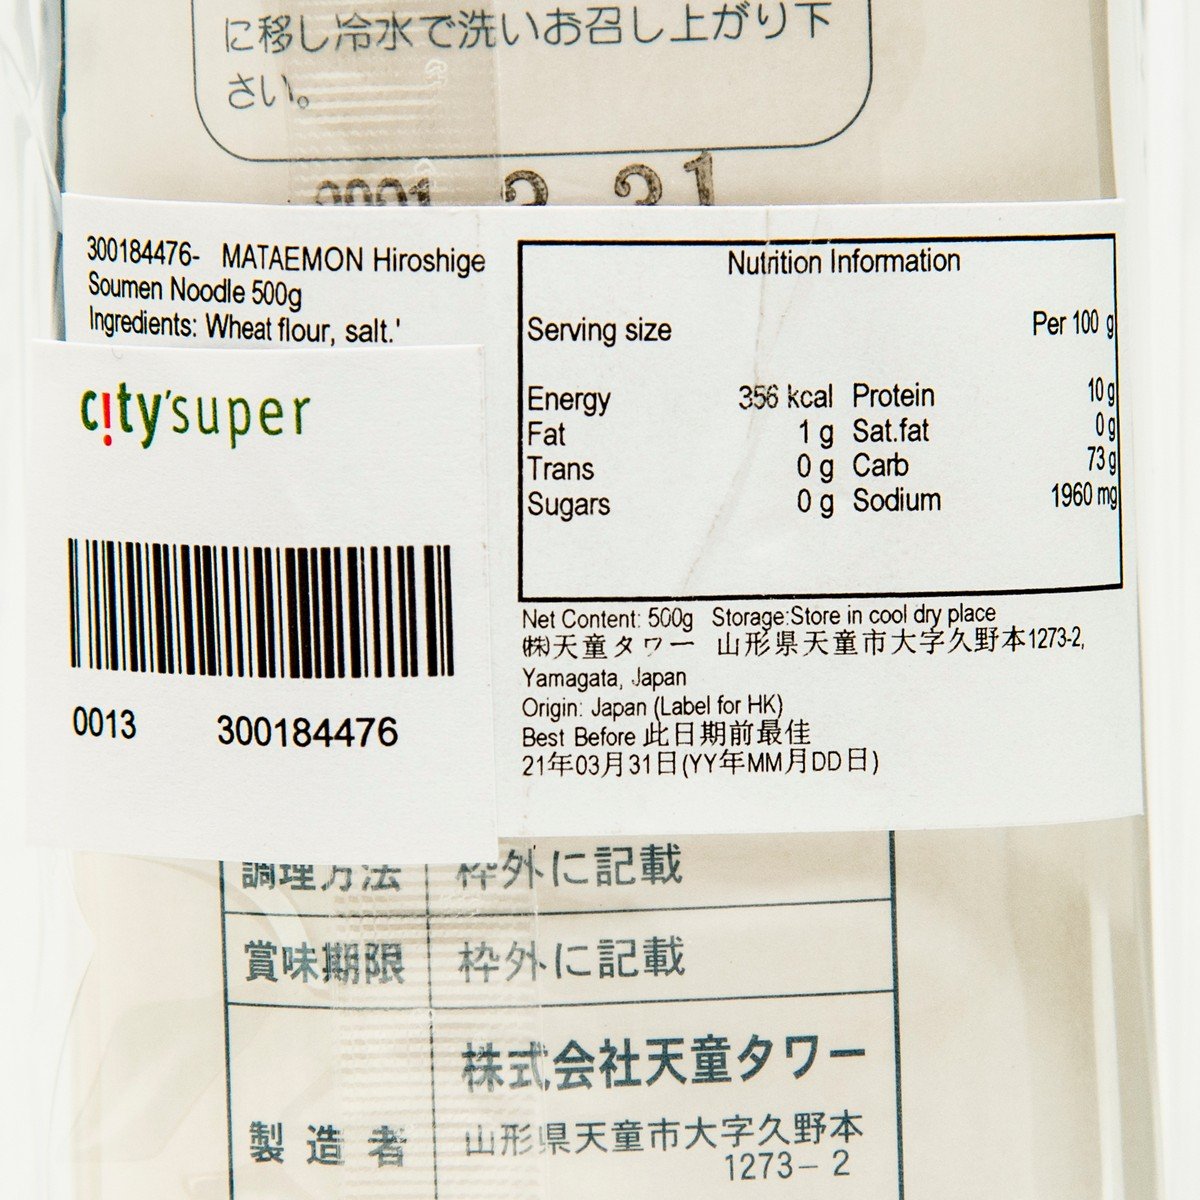 に移し冷水で洗いお召し上がり下
さい。
300184476- MATAEMON Hiroshige
Soumen Noodle 500g
Ingredients: Wheat flour, salt.'
city'super
0013 300184476
Nutrition Information
Serving size Per 100 g
Energy 356 kcal Protein 10 g
Fat 1 g Sat.fat 0 g
Trans 0 g Carb 73 g
Sugars 0 g Sodium 1960 mg
Net Content: 500g Storage:Store in cool dry place
㈱天童タワー 山形県天童市大字久野本1273-2,
Yamagata, Japan
Origin: Japan (Label for HK)
Best Before 此日期前最佳
21年03月31日(YY年MM月DD日)
調理方法 枠外に記載
賞味期限 枠外に記載
製造者 株式会社天童タワー
山形県天童市大字久野本
1273-2